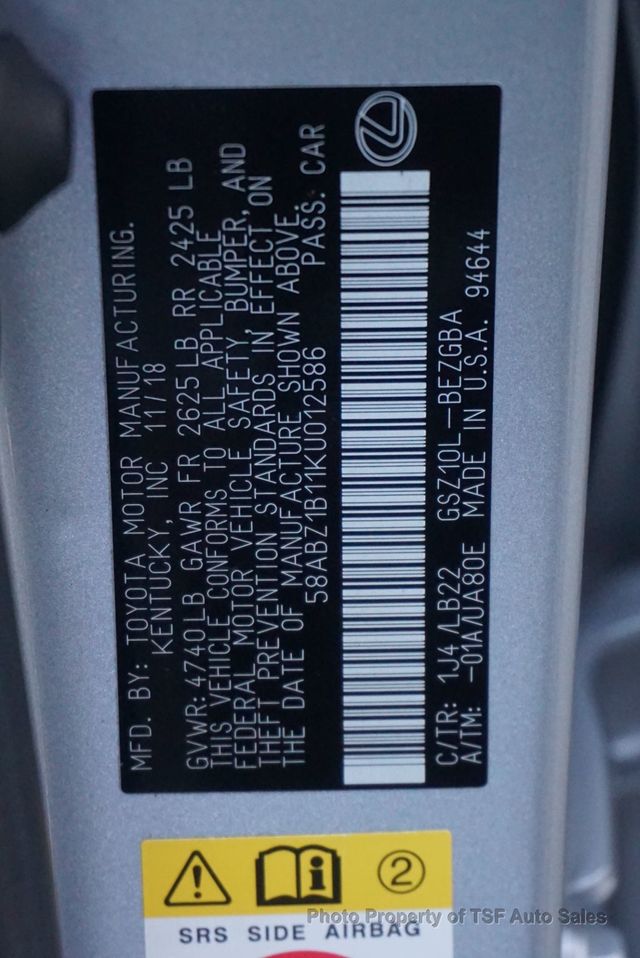 MFD. BY: TOYOTA MOTOR MANUFACTURING.
KENTUCKY, INC 11/18
GVWR: 4740LB GAWR FR 2625 LB RR 2425 LB
THIS VEHICLE CONFORMS TO ALL APPLICABLE
FEDERAL MOTOR VEHICLE SAFETY, BUMPER, AND
THEFT PREVENTION STANDARDS IN EFFECT ON
THE DATE OF MANUFACTURE SHOWN ABOVE.
58ABZ1B11KU012586 PASS. CAR
C/TR: 1J4/LB22 GSZ10L-BEZGBA
A/TM: -01A/UA80E MADE IN U.S.A. 94644
2
Photo Property of TSF Auto Sales
SRS SIDE AIRBAG